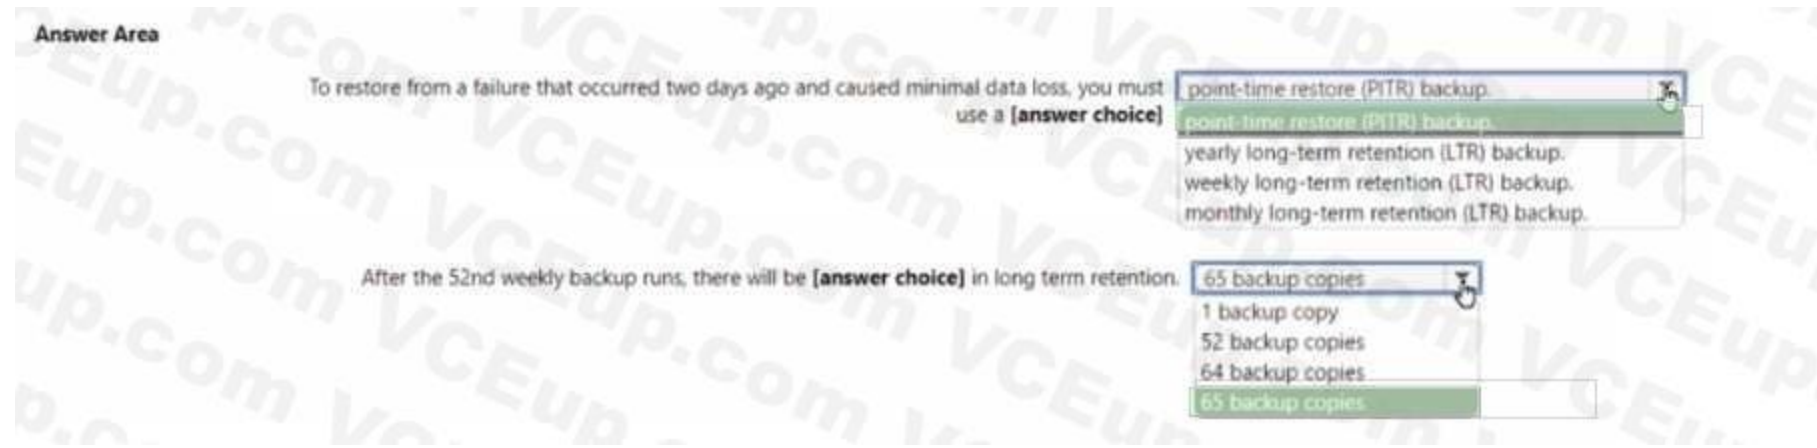 Answer Area
To restore from a failure that occurred two days ago and caused minimal data loss, you must
use a [answer choice]
point-time restore (PITR) backup.
point-time restore (PITR) backup.
yearly long-term retention (LTR) backup.
weekly long-term retention (LTR) backup.
monthly long-term retention (LTR) backup.
After the 52nd weekly backup runs, there will be [answer choice] in long term retention.
65 backup copies
1 backup copy
52 backup copies
64 backup copies
65 backup copies
VCEup.com